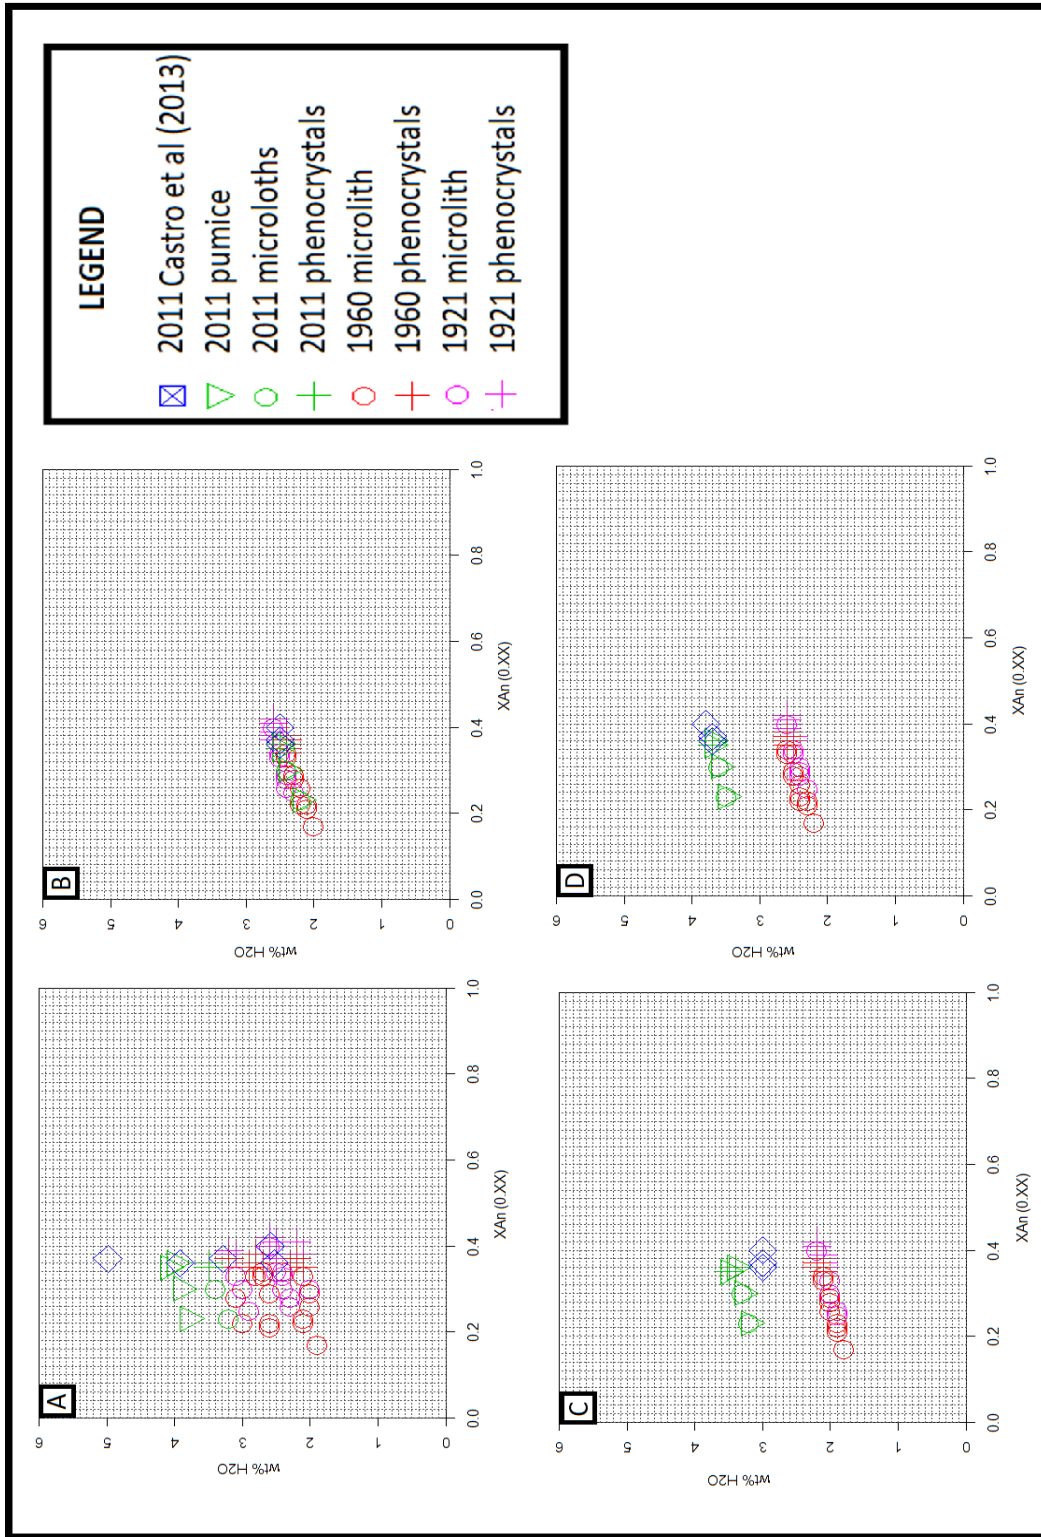 A
6
5
4
3
2
1
0
wt% H2O
0.0 0.2 0.4 0.6 0.8 1.0
XAn (0.XX)
B
6
5
4
3
2
1
0
wt% H2O
0.0 0.2 0.4 0.6 0.8 1.0
XAn (0.XX)
LEGEND
2011 Castro et al (2013)
2011 pumice
2011 microloths
2011 phenocrystals
1960 microlith
1960 phenocrystals
1921 microlith
1921 phenocrystals
C
6
5
4
3
2
1
0
wt% H2O
0.0 0.2 0.4 0.6 0.8 1.0
XAn (0.XX)
D
6
5
4
3
2
1
0
wt% H2O
0.0 0.2 0.4 0.6 0.8 1.0
XAn (0.XX)